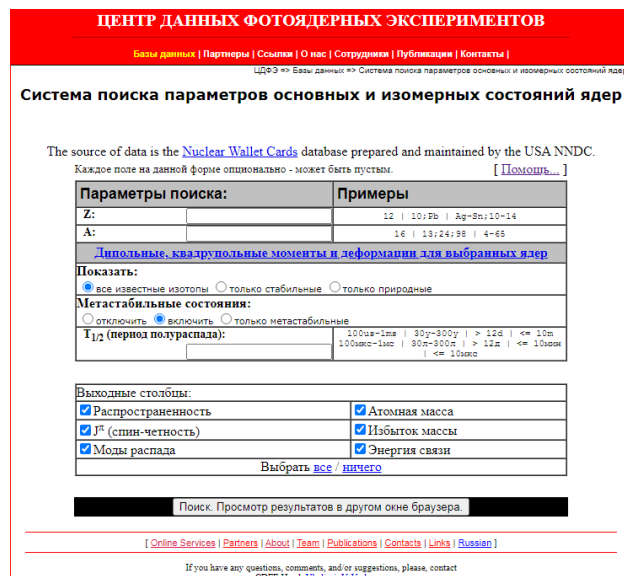 ЦЕНТР ДАННЫХ ФОТОЯДЕРНЫХ ЭКСПЕРИМЕНТОВ
Базы данных | Партнеры | Ссылки | О нас | Сотрудники | Публикации | Контакты |
ЦДФЭ => Базы данных => Система поиска параметров основных и изомерных состояний
Система поиска параметров основных и изомерных состояний ядер
The source of data is the Nuclear Wallet Cards database prepared and maintained by the USA NNDC.
Каждое поле на данной форме опционально - может быть пустым. [ Помощь... ]
Параметры поиска: Примеры
Z: 12 | 10;Pb | Ag-Sn;10-14
A: 16 | 13;24;98 | 4-65
Дипольные, квадрупольные моменты и деформации для выбранных ядер
Показать:
все известные изотопы только стабильные только природные
Метастабильные состояния:
отключить включить только метастабильные
T1/2 (период полураспада): 100us-1ms | 30y-300y | > 12d | <= 10m
100мкс-1мс | 30л-300л | > 12д | <= 10мин
| <= 10мкс
Выходные столбцы:
Распространенность Атомная масса
Jπ (спин-четность) Избыток массы
Моды распада Энергия связи
Выбрать все / ничего
Поиск. Просмотр результатов в другом окне браузера.
[ Online Services | Partners | About | Team | Publications | Contacts | Links | Russian ]
If you have any questions, comments, and/or suggestions, please, contact